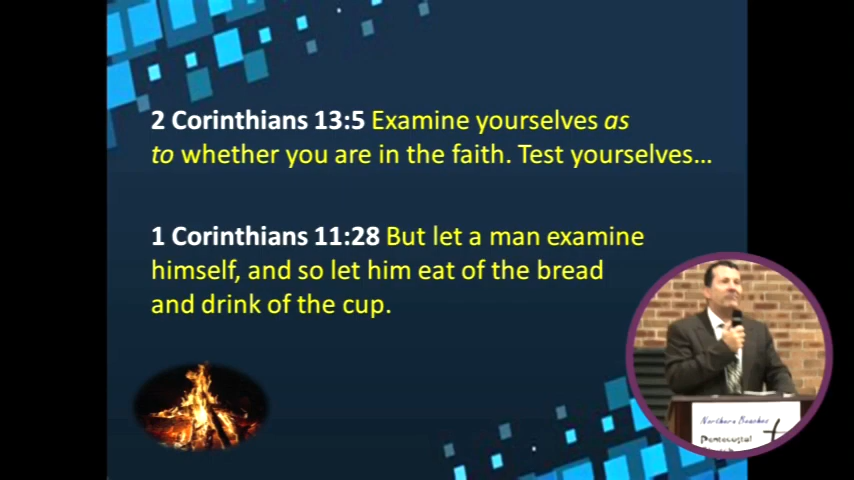 2 Corinthians 13:5 Examine yourselves as
to whether you are in the faith. Test yourselves...
1 Corinthians 11:28 But let a man examine
himself, and so let him eat of the bread
and drink of the cup.
Northern Beaches
Pentecostal